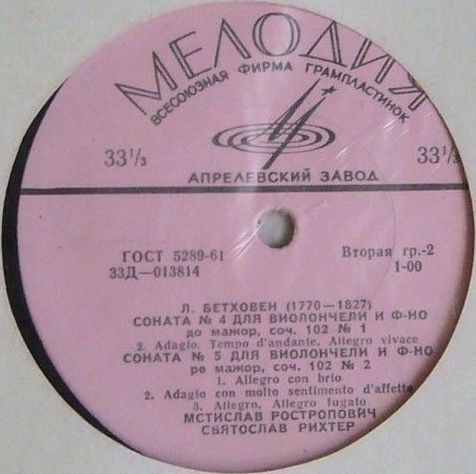 МЕЛОДИЯ
ВСЕСОЮЗНАЯ ФИРМА ГРАМПЛАСТИНОК
33⅓ 33⅓
АПРЕЛЕВСКИЙ ЗАВОД
ГОСТ 5289-61 Вторая гр.-2
33Д—013814 1-00
Л. БЕТХОВЕН (1770—1827)
СОНАТА № 4 ДЛЯ ВИОЛОНЧЕЛИ И Ф-НО
до мажор, соч. 102 № 1
2. Adagio. Tempo d'andante. Allegro vivace
СОНАТА № 5 ДЛЯ ВИОЛОНЧЕЛИ И Ф-НО
ре мажор, соч. 102 № 2
1. Allegro con brio
2. Adagio con molto sentimento d'affetto
3. Allegro. Allegro fugato
МСТИСЛАВ РОСТРОПОВИЧ
СВЯТОСЛАВ РИХТЕР